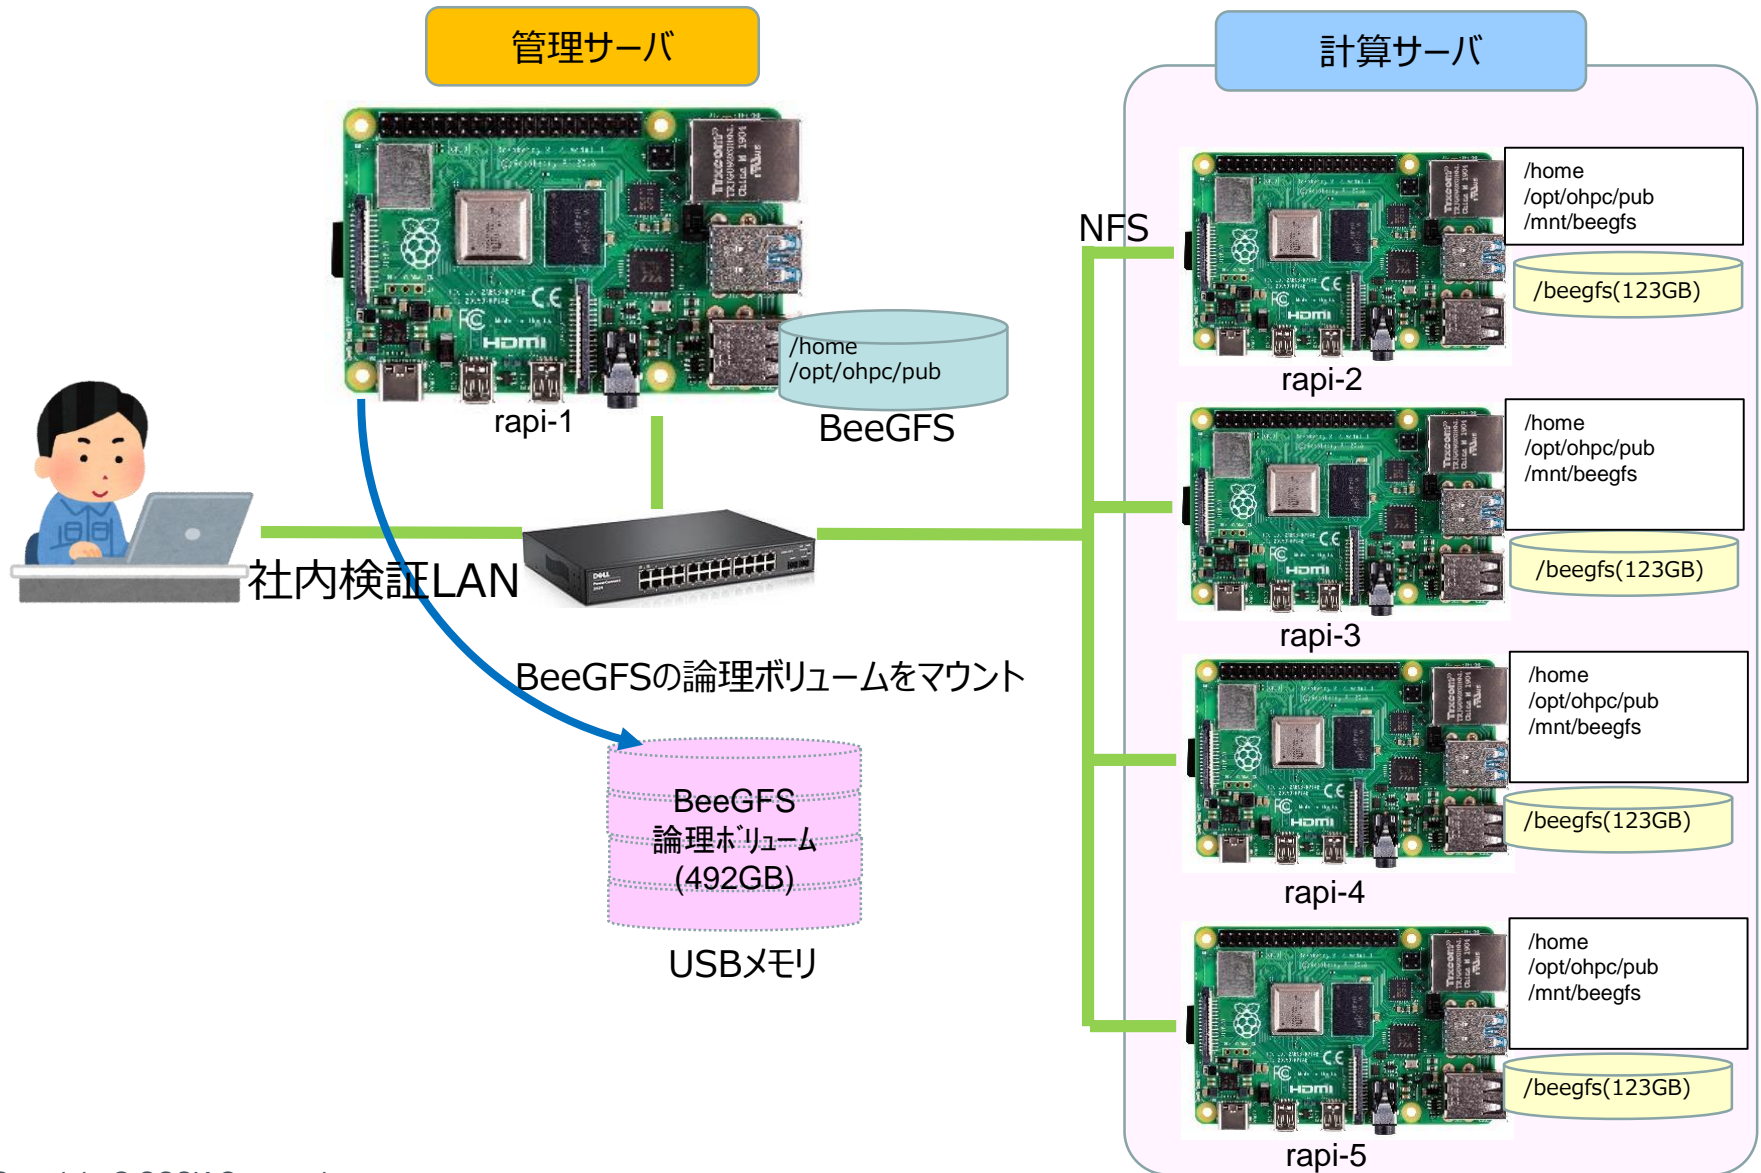 管理サーバ
計算サーバ
rapi-1
/home
/opt/ohpc/pub
BeeGFS
NFS
社内検証LAN
DELL
BeeGFSの論理ボリュームをマウント
BeeGFS
論理ボリューム
(492GB)
USBメモリ
/home
/opt/ohpc/pub
/mnt/beegfs
/beegfs(123GB)
rapi-2
/home
/opt/ohpc/pub
/mnt/beegfs
/beegfs(123GB)
rapi-3
/home
/opt/ohpc/pub
/mnt/beegfs
/beegfs(123GB)
rapi-4
/home
/opt/ohpc/pub
/mnt/beegfs
/beegfs(123GB)
rapi-5